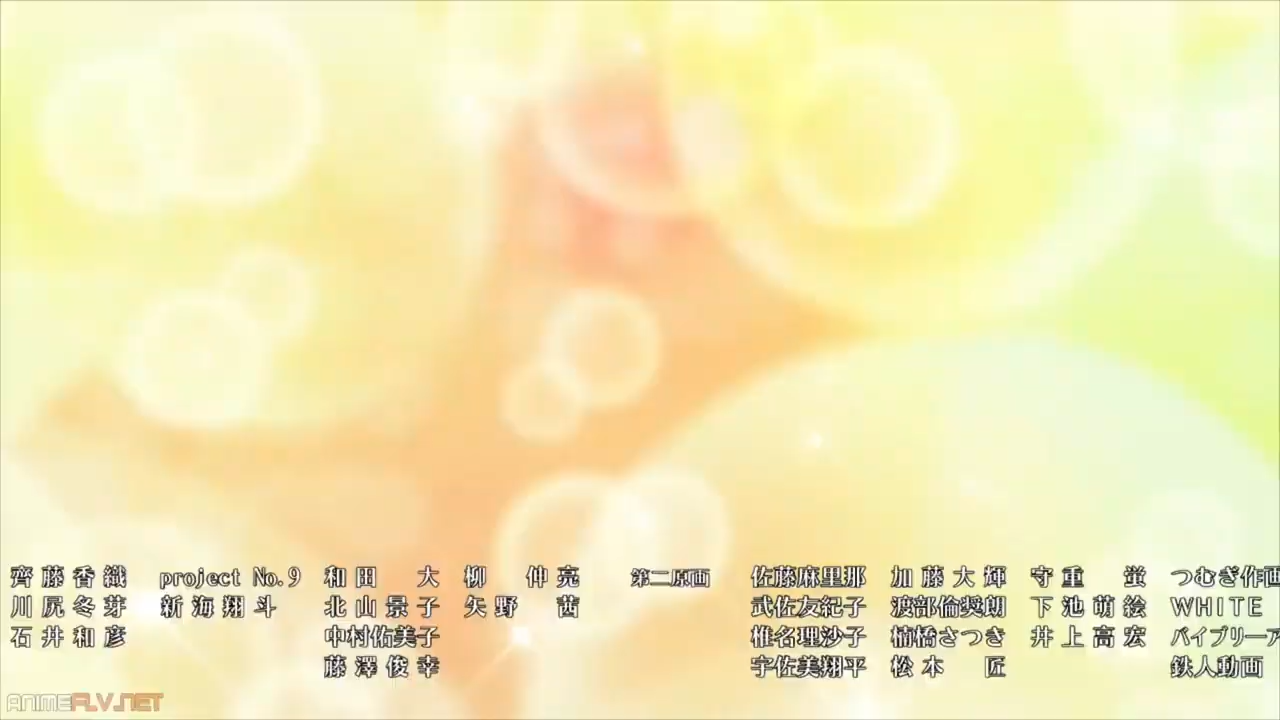 齊藤香織 project No.9 和田 大 柳 伸亮 第二原画 佐藤麻里那 加藤大輝 守重 蛍 つむぎ作画
川尻冬芽 新海翔斗 北山景子 矢野 茜 武佐友紀子 渡部倫奨朗 下池萌絵 WHITE
石井和彦 中村佑美子 椎名理沙子 楠橋さつき 井上高宏 バイブリーア
藤澤俊幸 宇佐美翔平 松本 匠 鉄人動画
ANIMEFLV.NET